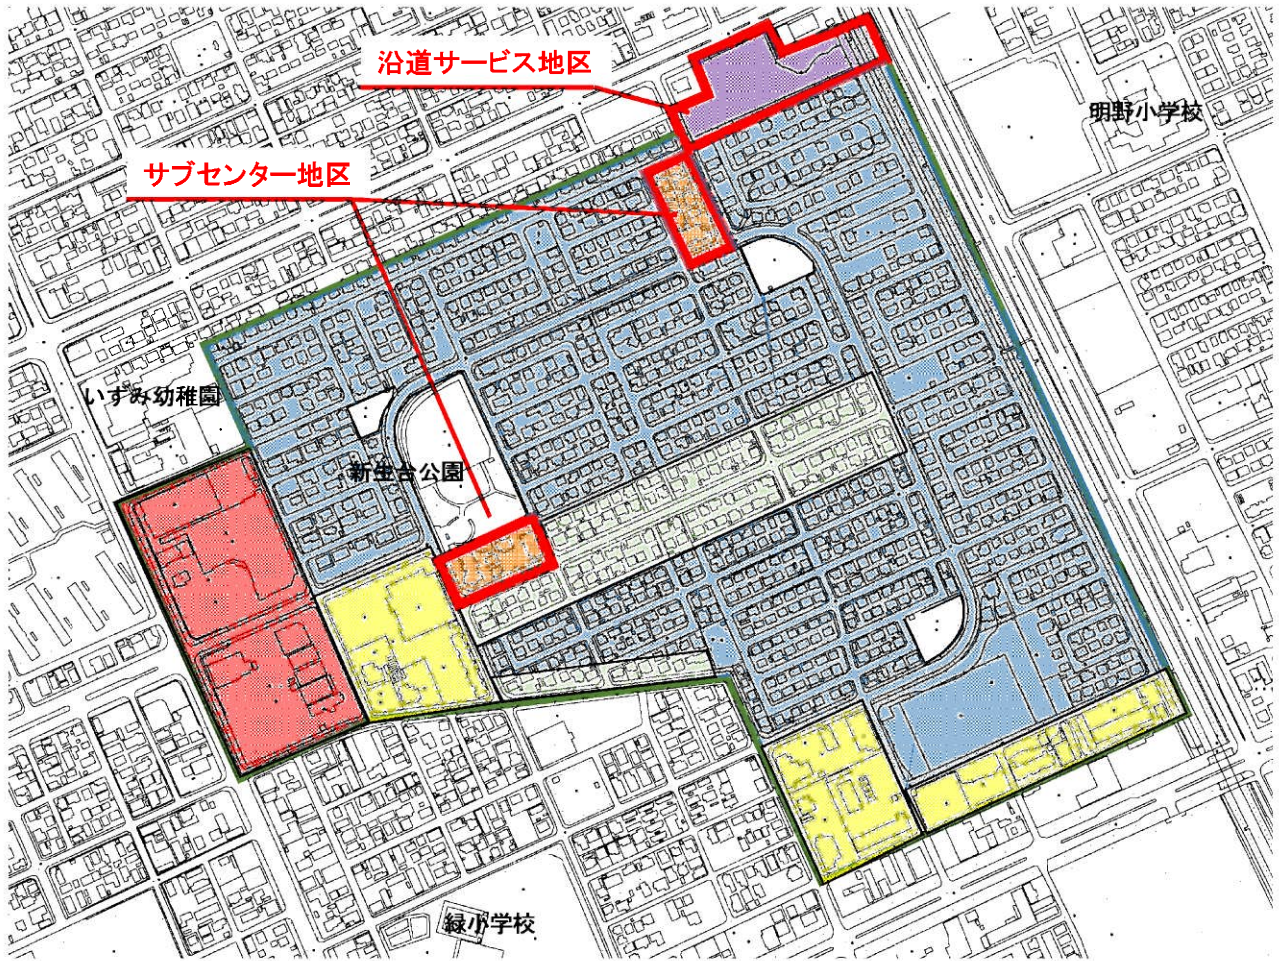 沿道サービス地区
明野小学校
サブセンター地区
いずみ幼稚園
新生台公園
緑小学校